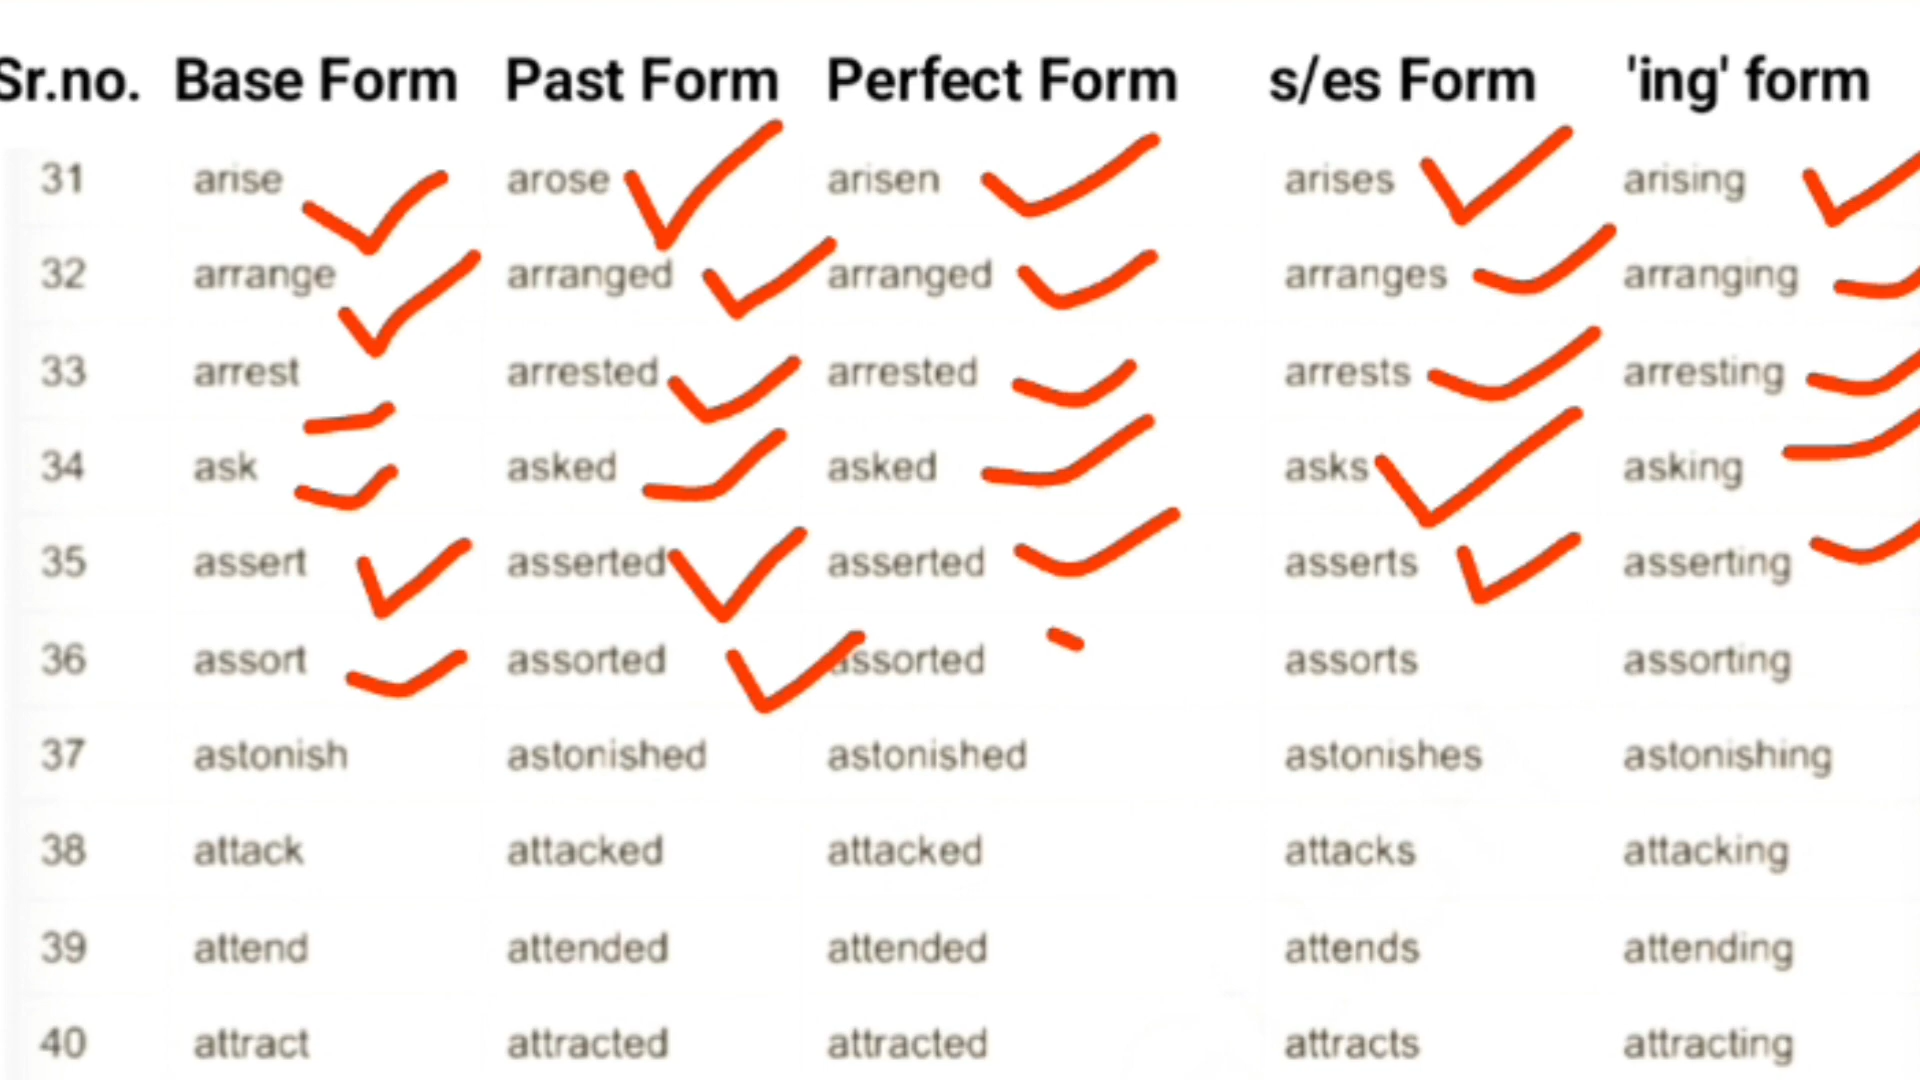 Sr.no. Base Form Past Form Perfect Form s/es Form 'ing' form
31 arise arose arisen arises arising
32 arrange arranged arranged arranges arranging
33 arrest arrested arrested arrests arresting
34 ask asked asked asks asking
35 assert asserted asserted asserts asserting
36 assort assorted assorted assorts assorting
37 astonish astonished astonished astonishes astonishing
38 attack attacked attacked attacks attacking
39 attend attended attended attends attending
40 attract attracted attracted attracts attracting